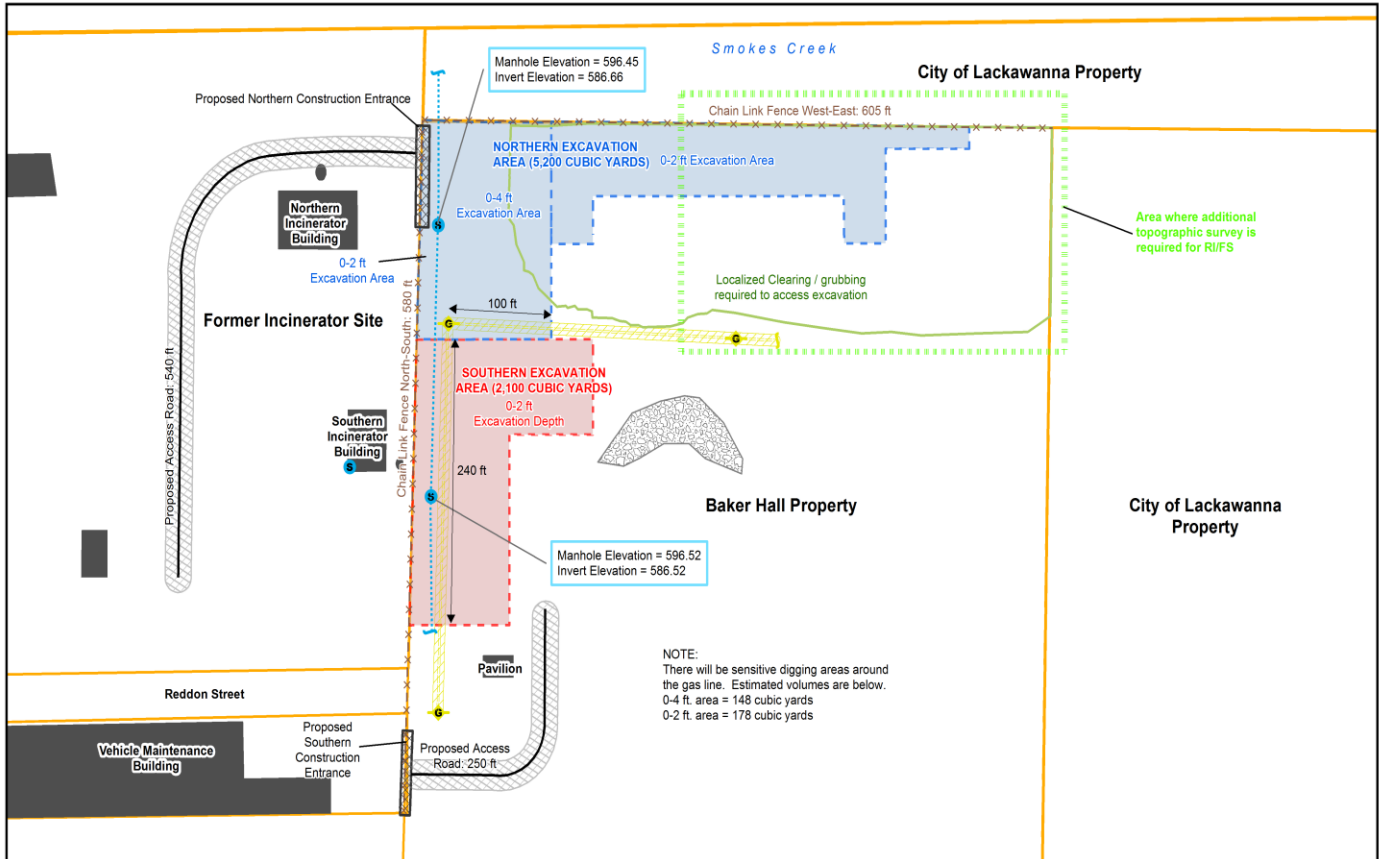 Smokes Creek
City of Lackawanna Property
Manhole Elevation = 596.45
Invert Elevation = 586.66
Proposed Northern Construction Entrance
Chain Link Fence West-East: 605 ft
NORTHERN EXCAVATION
AREA (5,200 CUBIC YARDS)
0-2 ft Excavation Area
0-4 ft
Excavation Area
Northern
Incinerator
Building
S
0-2 ft
Excavation Area
Area where additional
topographic survey is
required for RI/FS
Localized Clearing / grubbing
required to access excavation
100 ft
Former Incinerator Site
G
G
Proposed Access Road: 540 ft
Chain Link Fence North-South: 580 ft
SOUTHERN EXCAVATION
AREA (2,100 CUBIC YARDS)
0-2 ft
Excavation Depth
Southern
Incinerator
Building
S
240 ft
S
Baker Hall Property
City of Lackawanna
Property
Manhole Elevation = 596.52
Invert Elevation = 586.52
Pavilion
NOTE:
There will be sensitive digging areas around
the gas line. Estimated volumes are below.
0-4 ft. area = 148 cubic yards
0-2 ft. area = 178 cubic yards
Reddon Street
G
Vehicle Maintenance
Building
Proposed
Southern
Construction
Entrance
Proposed Access
Road: 250 ft